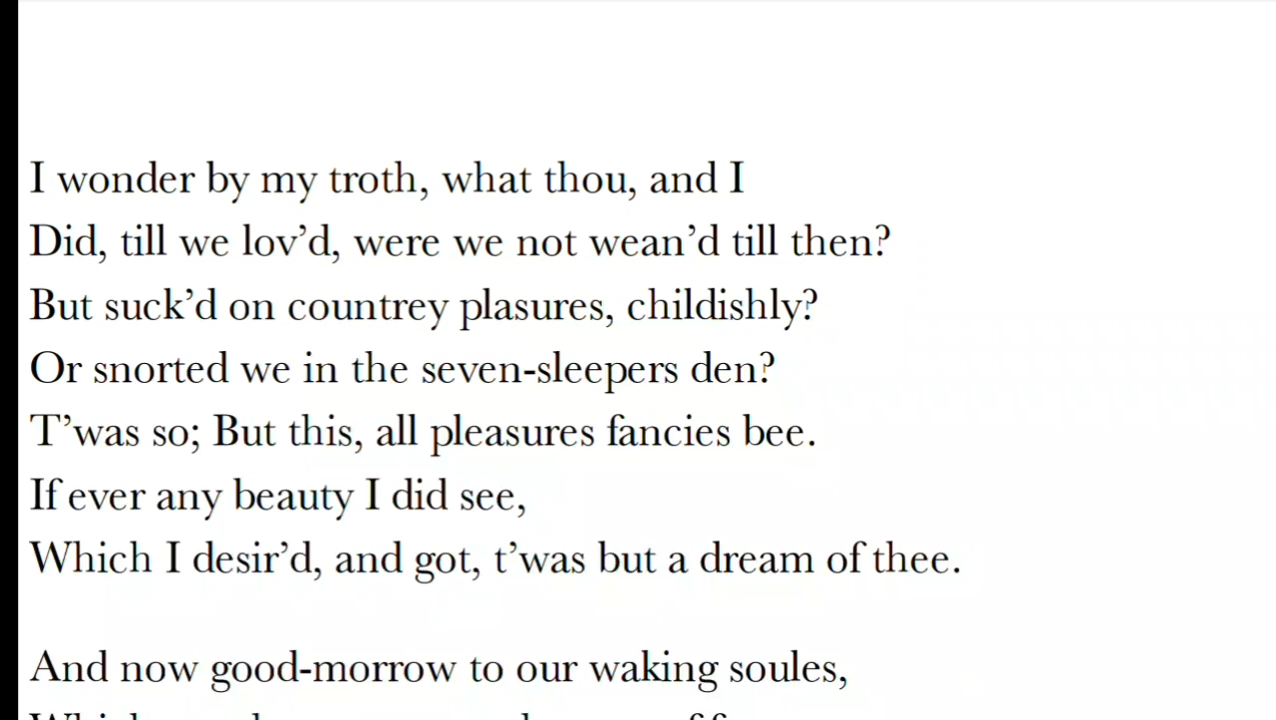 I wonder by my troth, what thou, and I
Did, till we lov’d, were we not wean’d till then?
But suck’d on countrey plasures, childishly?
Or snorted we in the seven-sleepers den?
T’was so; But this, all pleasures fancies bee.
If ever any beauty I did see,
Which I desir’d, and got, t’was but a dream of thee.
And now good-morrow to our waking soules,